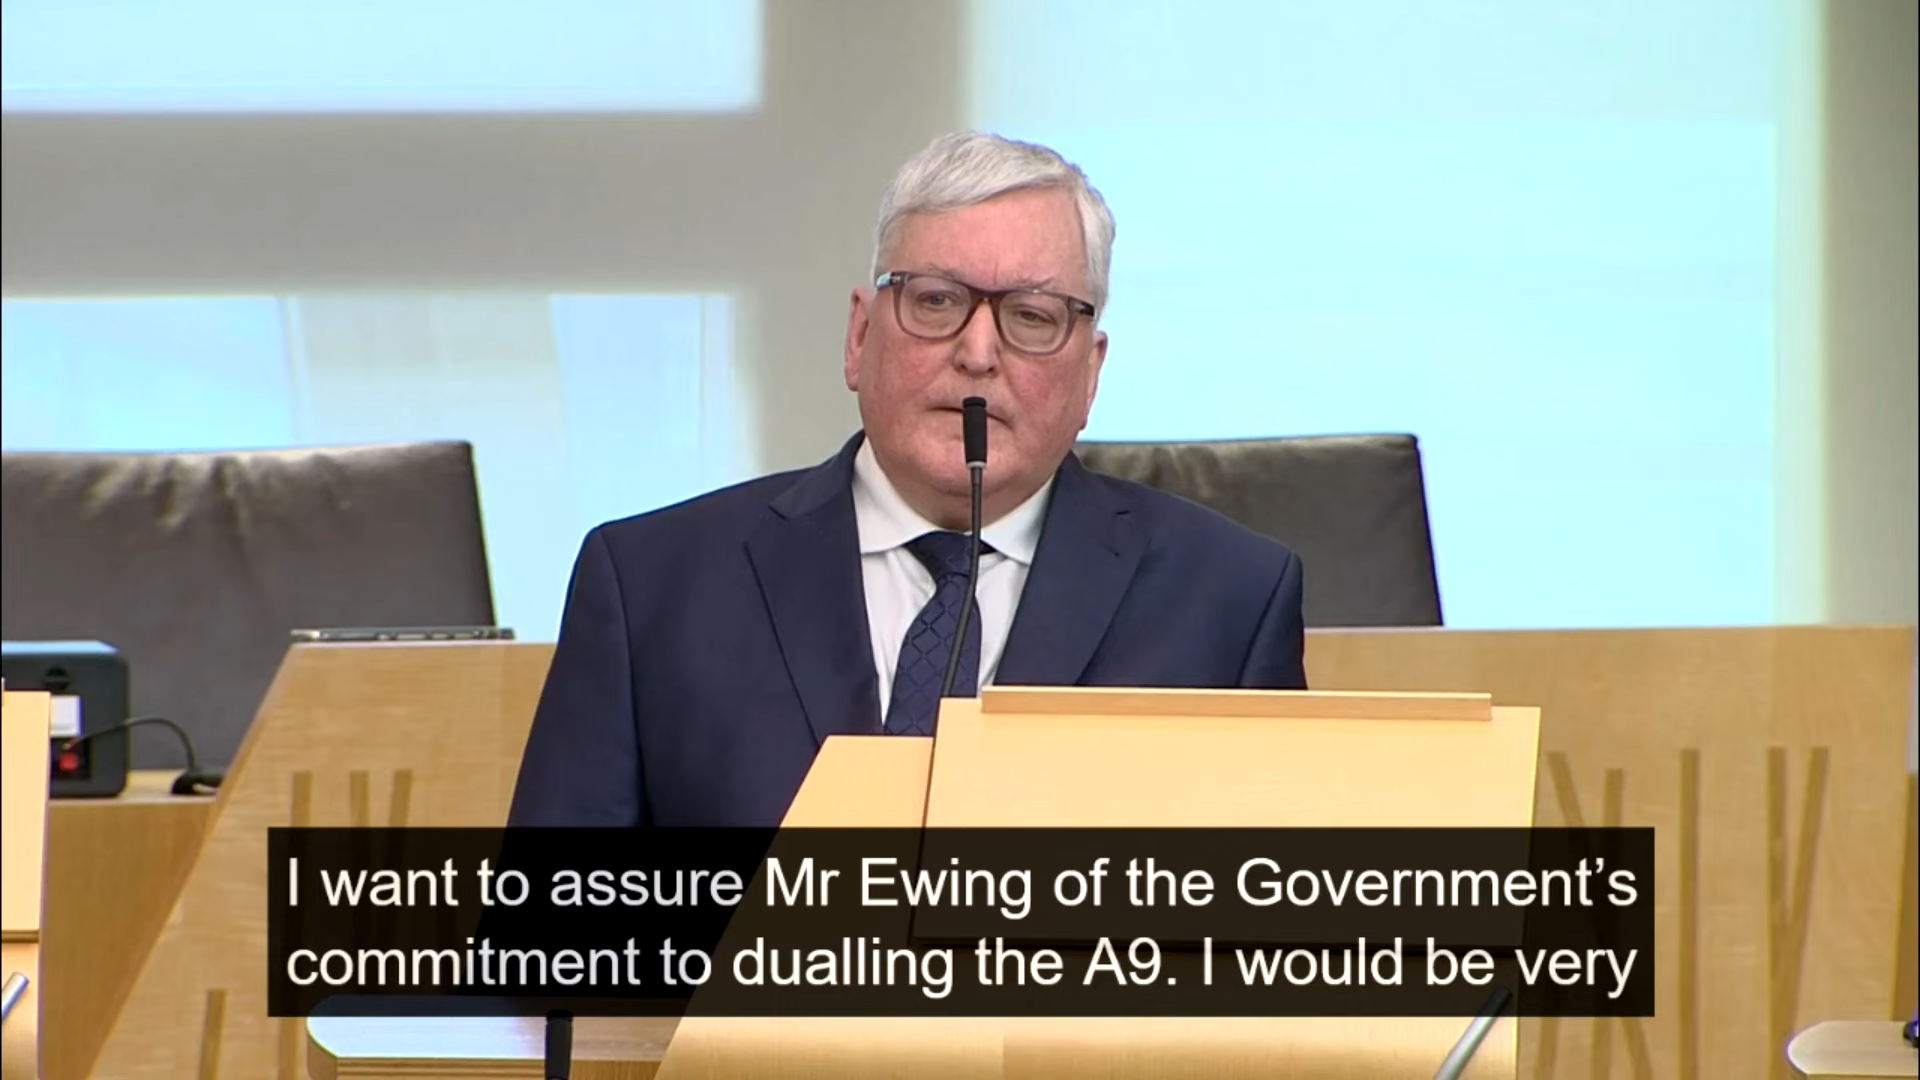 I want to assure Mr Ewing of the Government’s
commitment to dualling the A9. I would be very